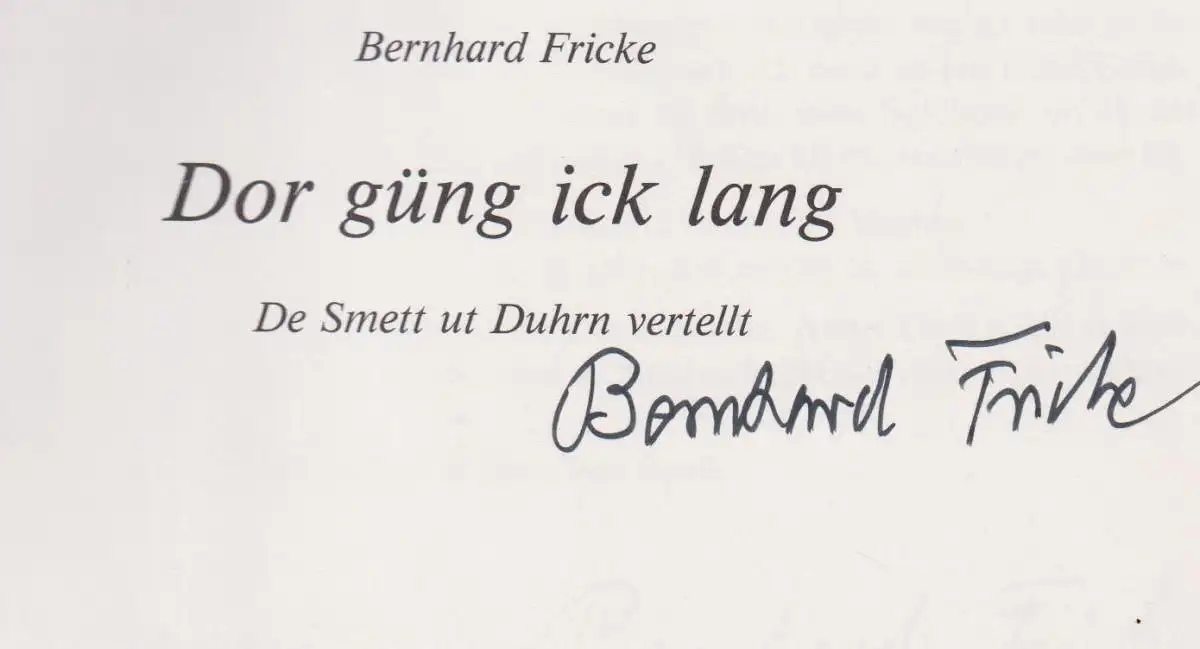 Bernhard Fricke
Dor güng ick lang
De Smett ut Duhrn vertellt
Bernhard Fricke